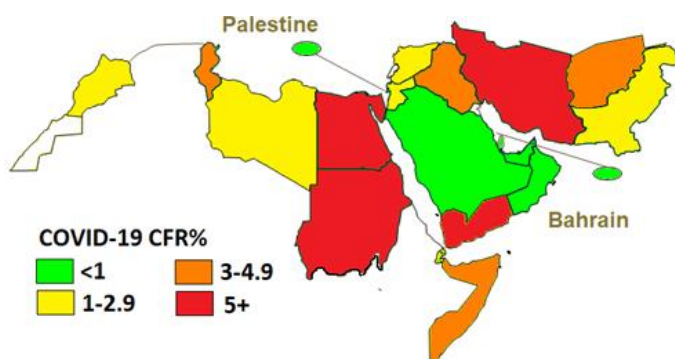 Palestine
Bahrain
COVID-19 CFR%
<1
3-4.9
1-2.9
5+